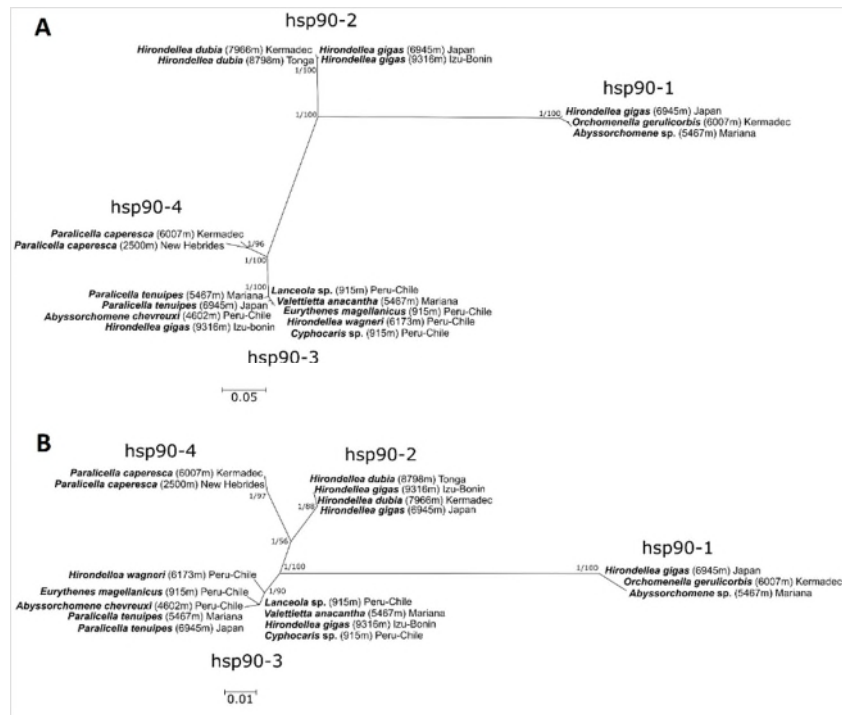 A
hsp90-2
Hirondellea dubia (7966m) Kermadec
Hirondellea dubia (8798m) Tonga
Hirondellea gigas (6945m) Japan
Hirondellea gigas (9316m) Izu-Bonin
1/100
hsp90-1
1/100
1/100
Hirondellea gigas (6945m) Japan
Orchomenella gerulicorbis (6007m) Kermadec
Abyssorchomene sp. (5467m) Mariana
hsp90-4
Paralicella caperesca (6007m) Kermadec
Paralicella caperesca (2500m) New Hebrides
1/96
1/100
1/100
Paralicella tenuipes (5467m) Mariana
Paralicella tenuipes (6945m) Japan
Abyssorchomene chevreuxi (4602m) Peru-Chile
Hirondellea gigas (9316m) Izu-bonin
Lanceola sp. (915m) Peru-Chile
Valettietta anacantha (5467m) Mariana
Eurythenes magellanicus (915m) Peru-Chile
Hirondellea wagneri (6173m) Peru-Chile
Cyphocaris sp. (915m) Peru-Chile
hsp90-3
0.05
B
hsp90-4
Paralicella caperesca (6007m) Kermadec
Paralicella caperesca (2500m) New Hebrides
1/97
hsp90-2
Hirondellea dubia (8798m) Tonga
Hirondellea gigas (9316m) Izu-Bonin
Hirondellea dubia (7966m) Kermadec
Hirondellea gigas (6945m) Japan
1/88
1/56
hsp90-1
1/100
1/100
Hirondellea gigas (6945m) Japan
Orchomenella gerulicorbis (6007m) Kermadec
Abyssorchomene sp. (5467m) Mariana
Hirondellea wagneri (6173m) Peru-Chile
Eurythenes magellanicus (915m) Peru-Chile
Abyssorchomene chevreuxi (4602m) Peru-Chile
Paralicella tenuipes (5467m) Mariana
Paralicella tenuipes (6945m) Japan
1/90
Lanceola sp. (915m) Peru-Chile
Valettietta anacantha (5467m) Mariana
Hirondellea gigas (9316m) Izu-Bonin
Cyphocaris sp. (915m) Peru-Chile
hsp90-3
0.01